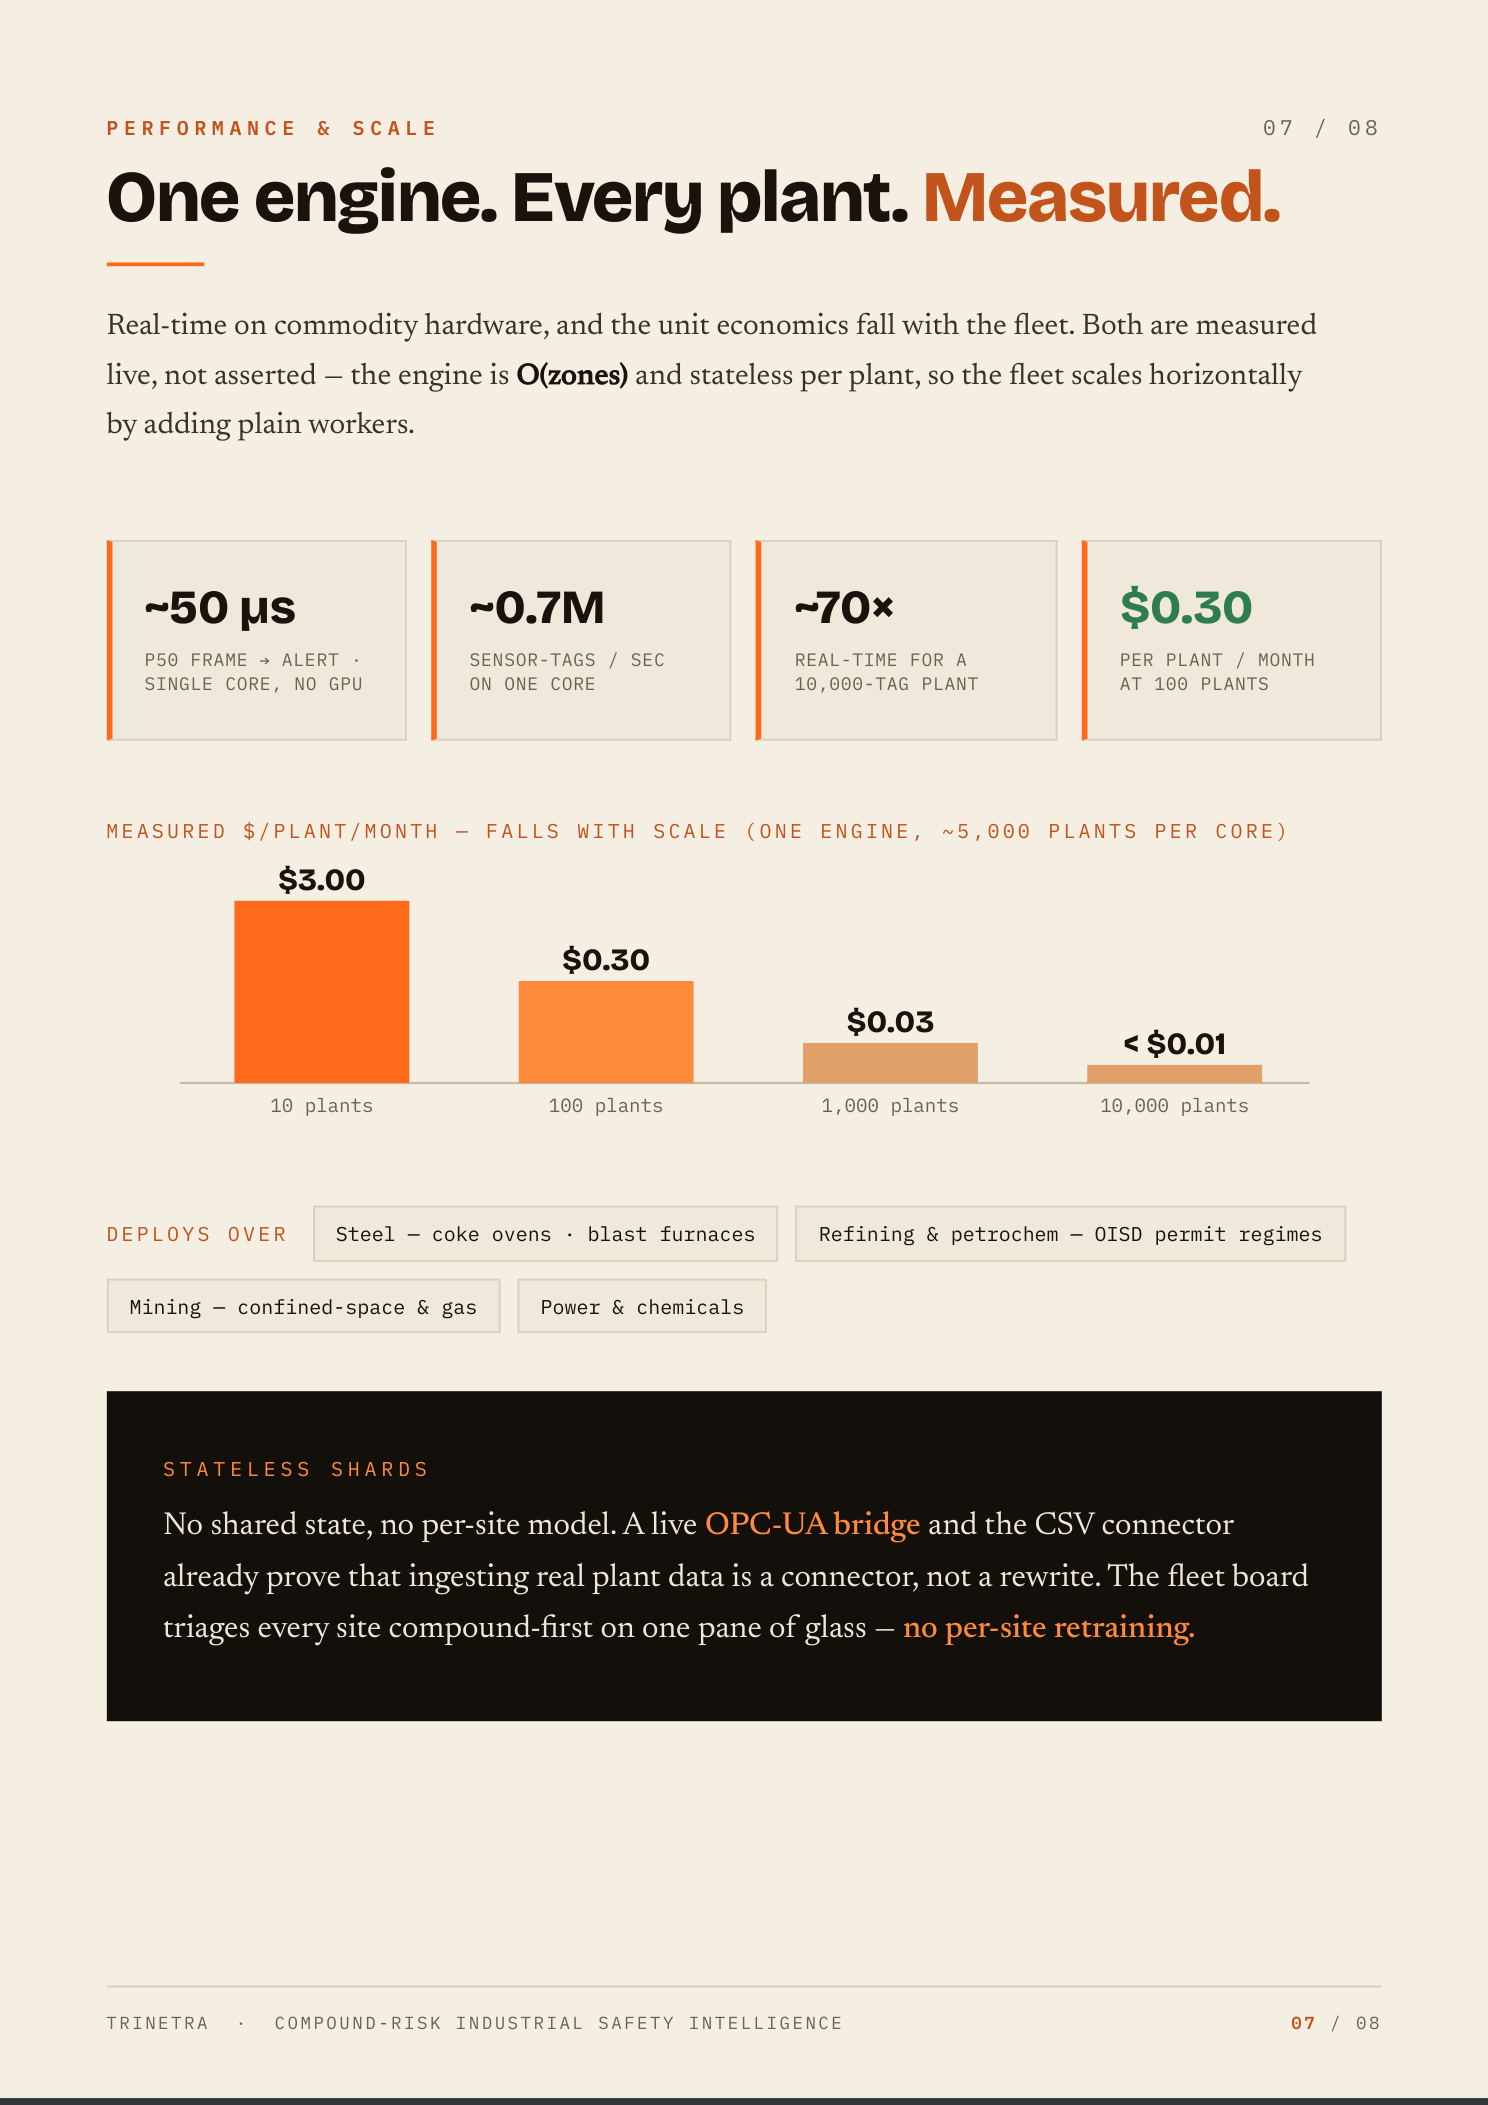 PERFORMANCE & SCALE
07 / 08
One engine. Every plant. Measured.
Real-time on commodity hardware, and the unit economics fall with the fleet. Both are measured
live, not asserted — the engine is O(zones) and stateless per plant, so the fleet scales horizontally
by adding plain workers.
~50 µs
P50 FRAME → ALERT ·
SINGLE CORE, NO GPU
~0.7M
SENSOR-TAGS / SEC
ON ONE CORE
~70×
REAL-TIME FOR A
10,000-TAG PLANT
$0.30
PER PLANT / MONTH
AT 100 PLANTS
MEASURED $/PLANT/MONTH — FALLS WITH SCALE (ONE ENGINE, ~5,000 PLANTS PER CORE)
$3.00
$0.30
$0.03
< $0.01
10 plants
100 plants
1,000 plants
10,000 plants
DEPLOYS OVER
Steel — coke ovens · blast furnaces
Refining & petrochem — OISD permit regimes
Mining — confined-space & gas
Power & chemicals
STATELESS SHARDS
No shared state, no per-site model. A live OPC-UA bridge and the CSV connector
already prove that ingesting real plant data is a connector, not a rewrite. The fleet board
triages every site compound-first on one pane of glass — no per-site retraining.
TRINETRA · COMPOUND-RISK INDUSTRIAL SAFETY INTELLIGENCE
07 / 08